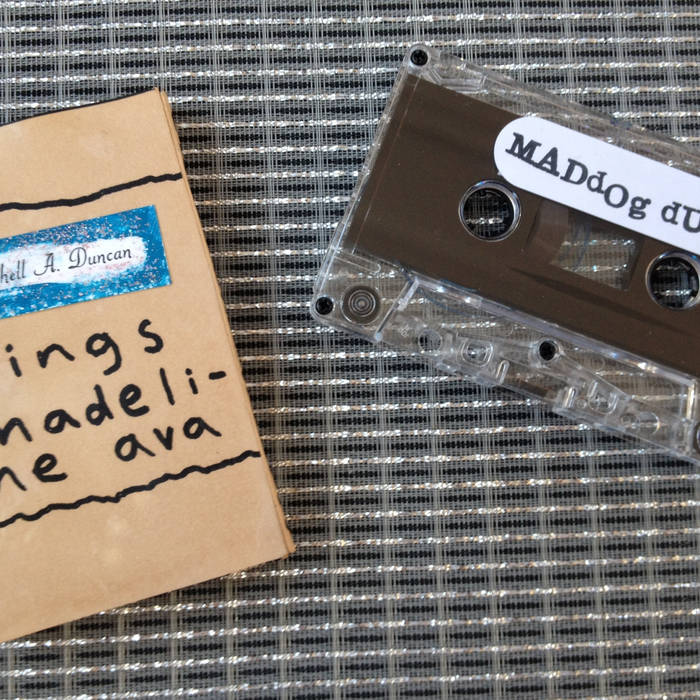 hell A. Duncan
ings
nadeli-
ne ava
MADdOg dU